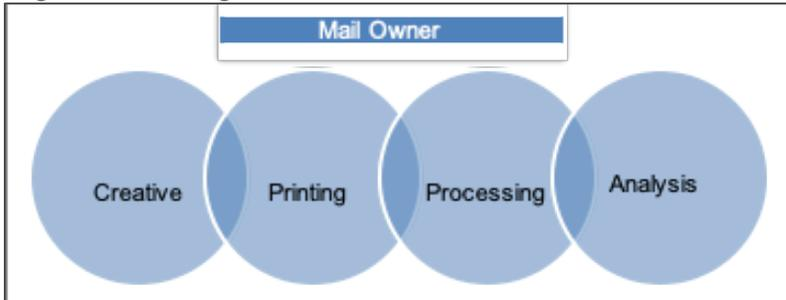 Mail Owner
Creative
Printing
Processing
Analysis